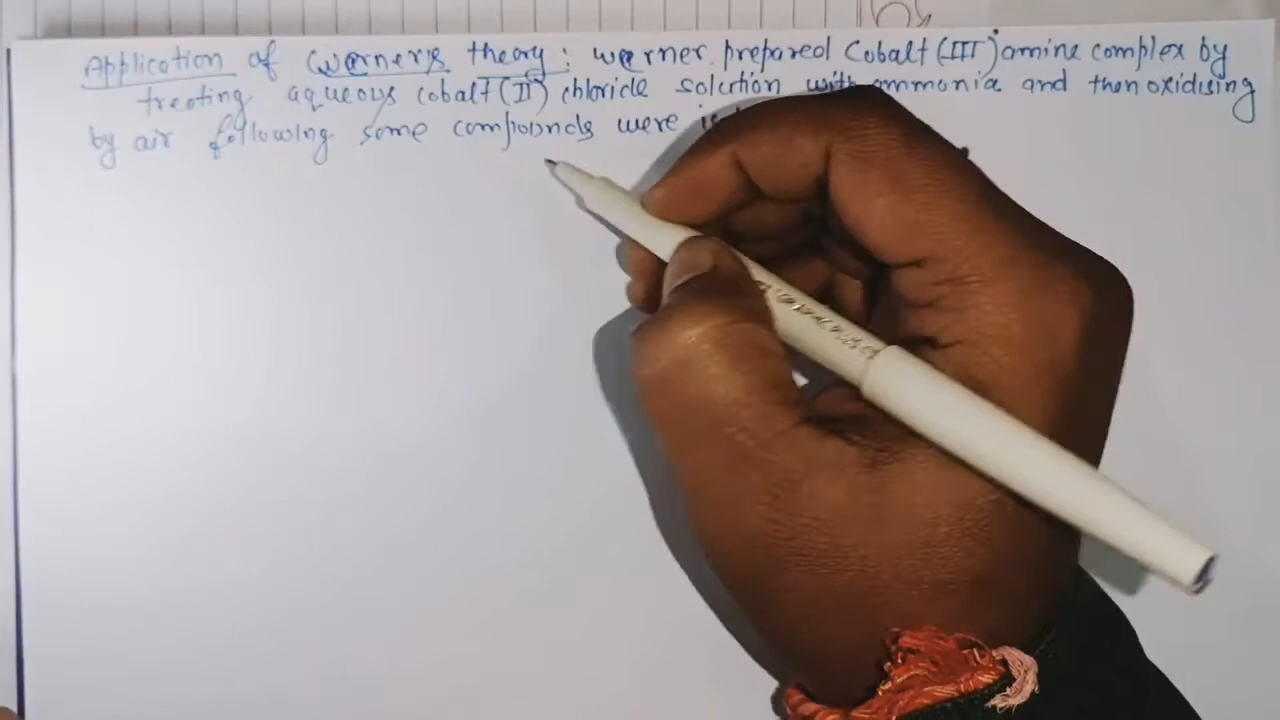 Application of Werner's theory: werner prepared Cobalt(III) amine complex by
treating aqueous cobalt(II) chloride solution with ammonia and then oxidising
by air following some compounds were